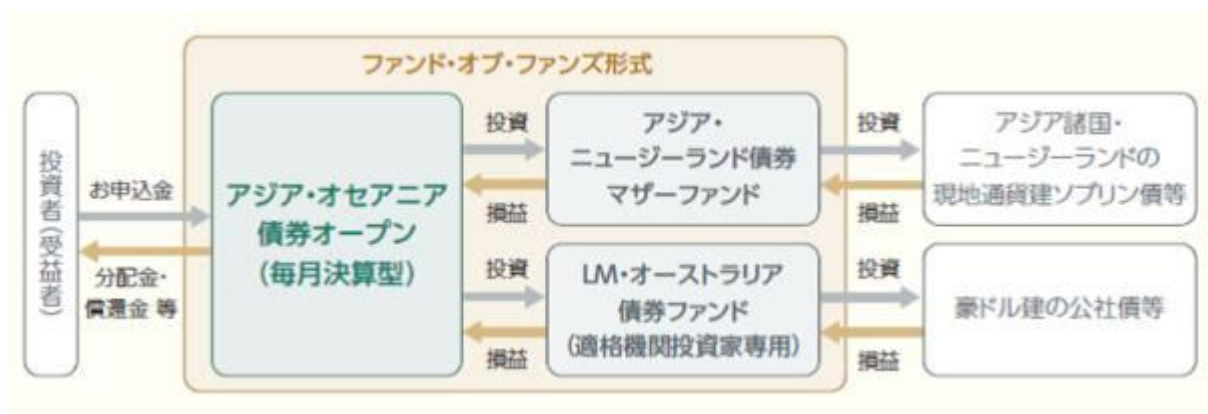 ファンド・オブ・ファンズ形式
投資者(受益者)
お申込金
分配金・
償還金 等
アジア・オセアニア
債券オープン
(毎月決算型)
投資
損益
アジア・
ニュージーランド債券
マザーファンド
投資
損益
アジア諸国・
ニュージーランドの
現地通貨建ソブリン債等
投資
損益
LM・オーストラリア
債券ファンド
(適格機関投資家専用)
投資
損益
豪ドル建の公社債等